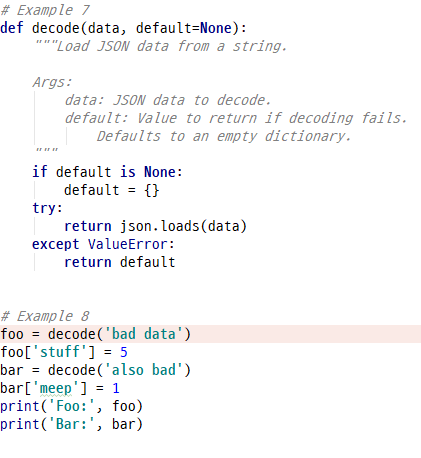 # Example 7
def decode(data, default=None):
    """Load JSON data from a string.

    Args:
        data: JSON data to decode.
        default: Value to return if decoding fails.
            Defaults to an empty dictionary.
    """
    if default is None:
        default = {}
    try:
        return json.loads(data)
    except ValueError:
        return default


# Example 8
foo = decode('bad data')
foo['stuff'] = 5
bar = decode('also bad')
bar['meep'] = 1
print('Foo:', foo)
print('Bar:', bar)